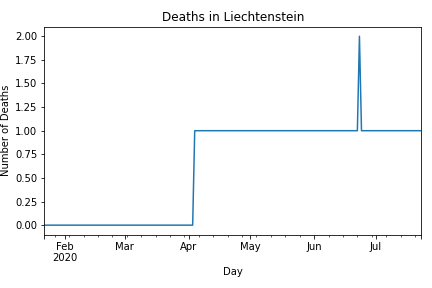 Deaths in Liechtenstein
Number of Deaths
2.00
1.75
1.50
1.25
1.00
0.75
0.50
0.25
0.00
Feb
2020
Mar
Apr
May
Jun
Jul
Day